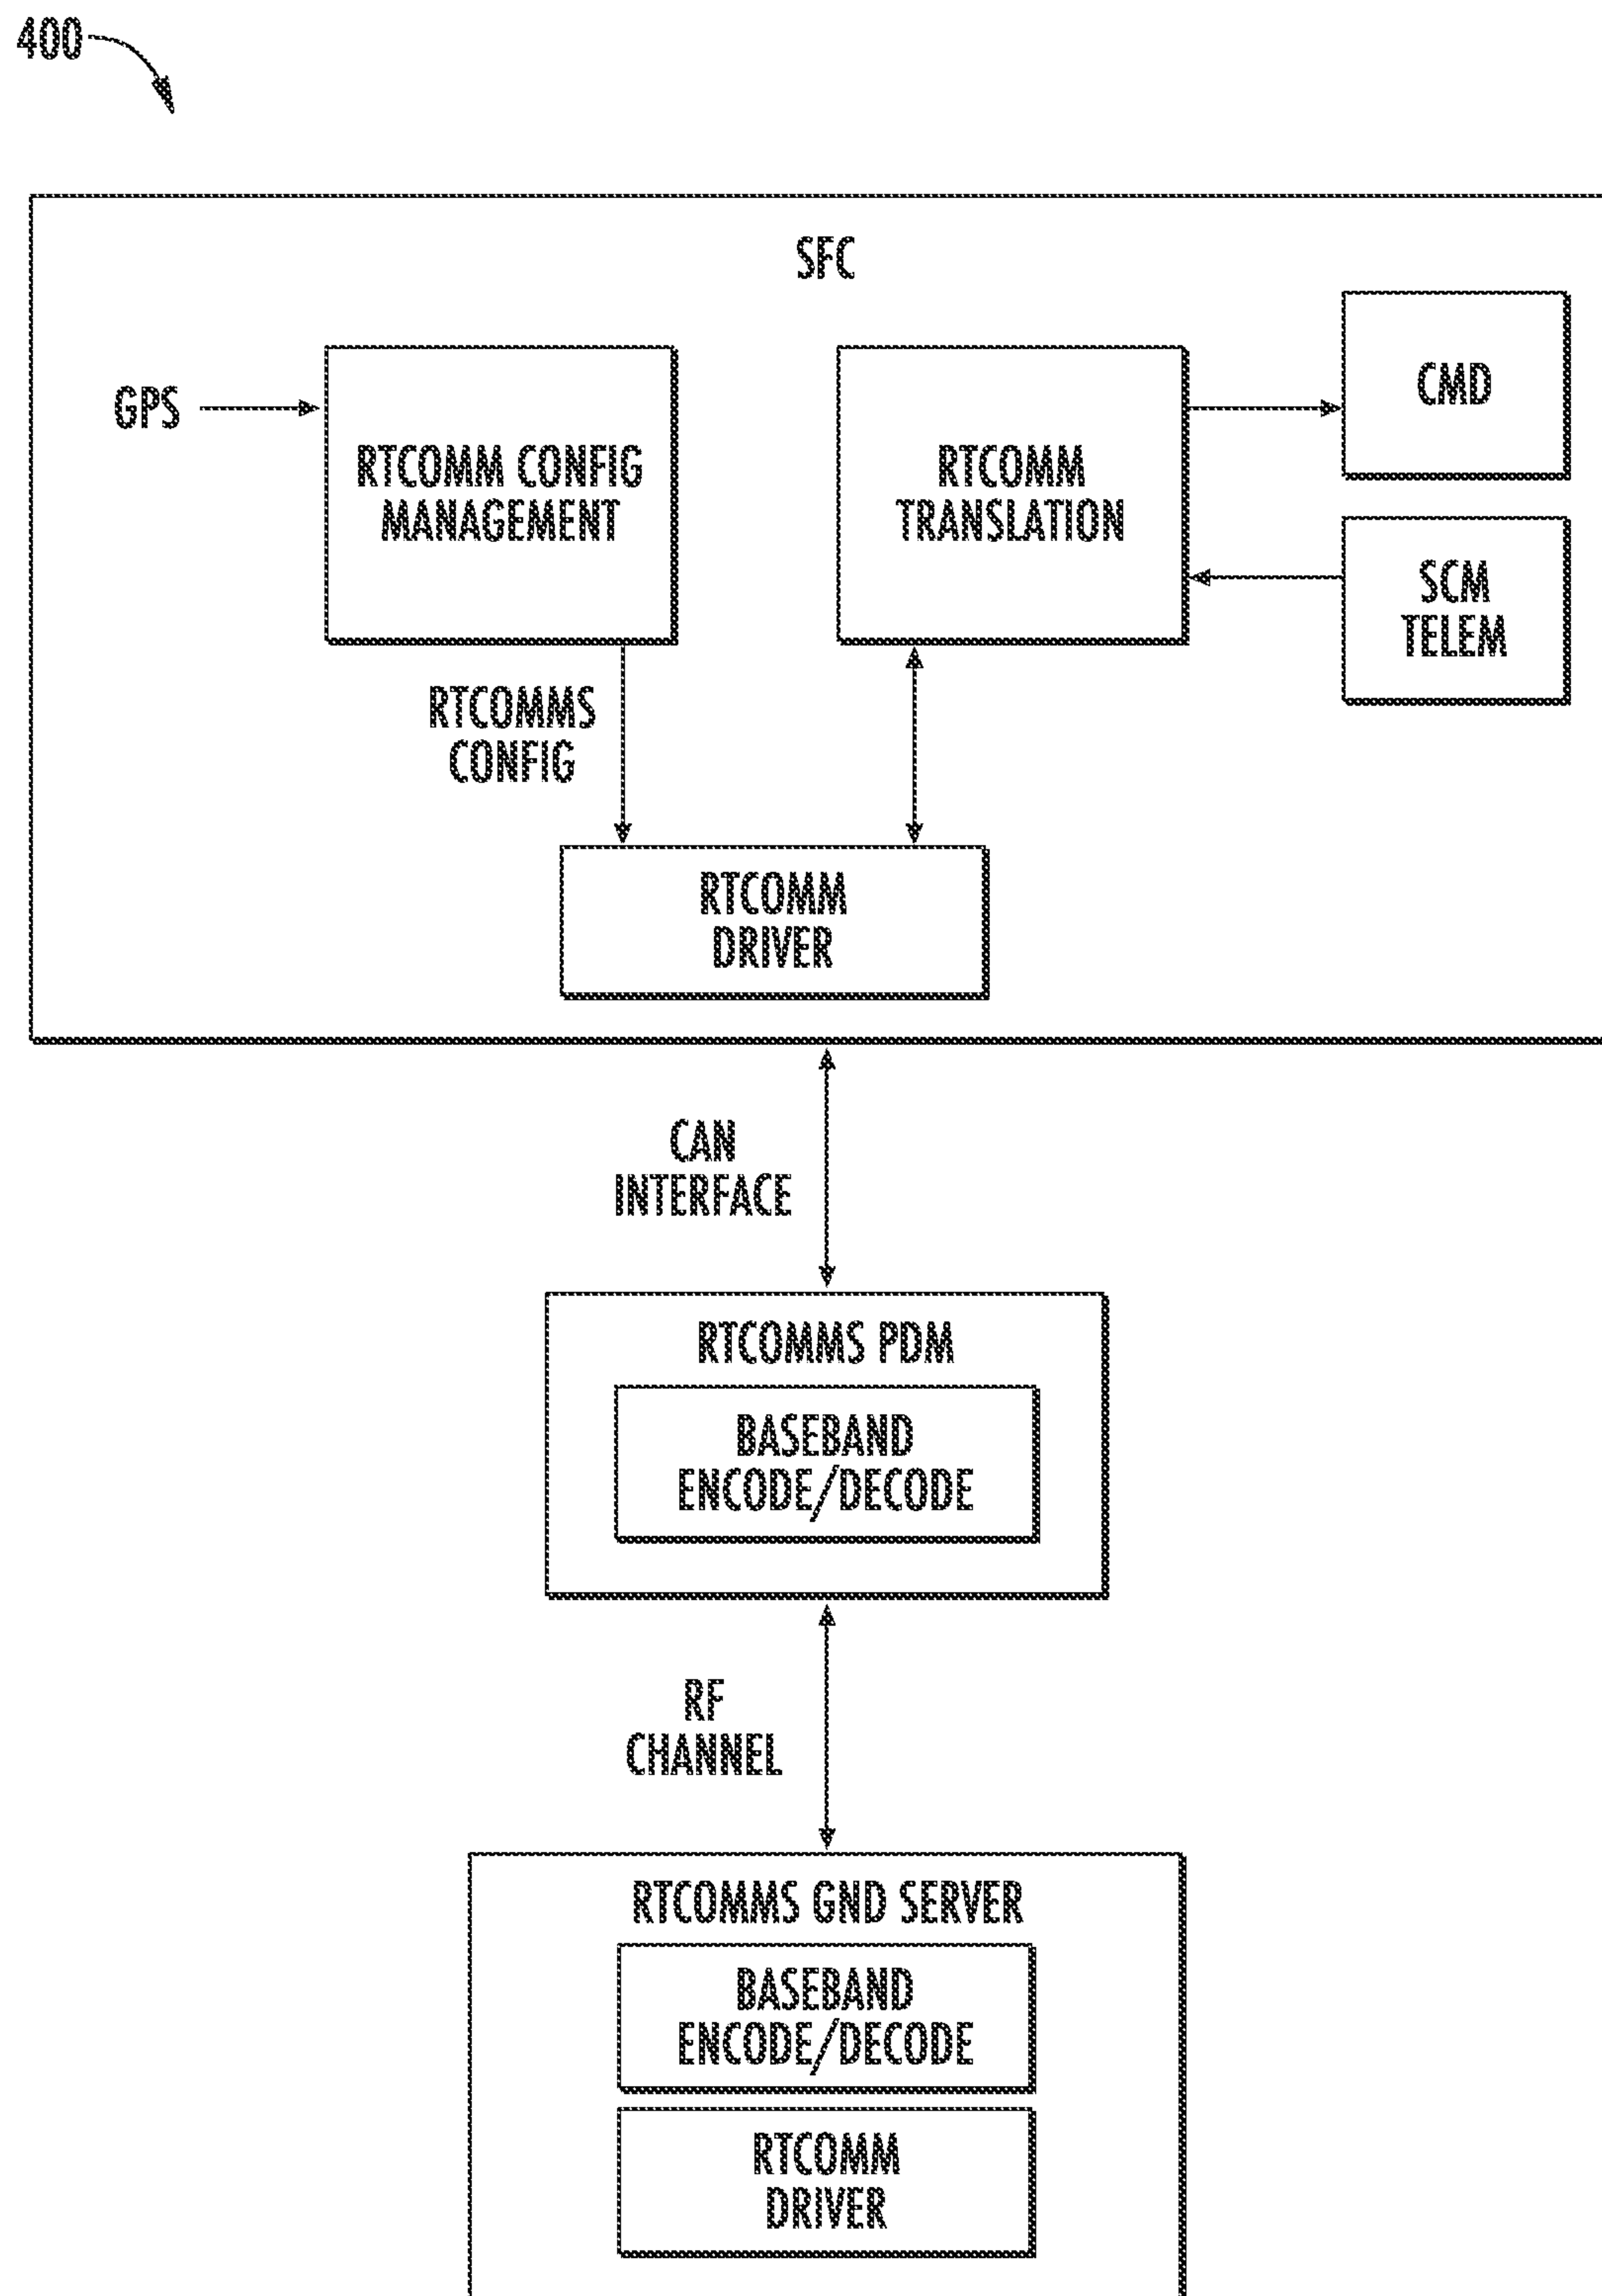 400
SFC
GPS
RTCOMM CONFIG
MANAGEMENT
RTCOMM
TRANSLATION
CMD
SCM
TELEM
RTCOMMS
CONFIG
RTCOMM
DRIVER
CAN
INTERFACE
RTCOMMS PDM
BASEBAND
ENCODE/DECODE
RF
CHANNEL
RTCOMMS GND SERVER
BASEBAND
ENCODE/DECODE
RTCOMM
DRIVER